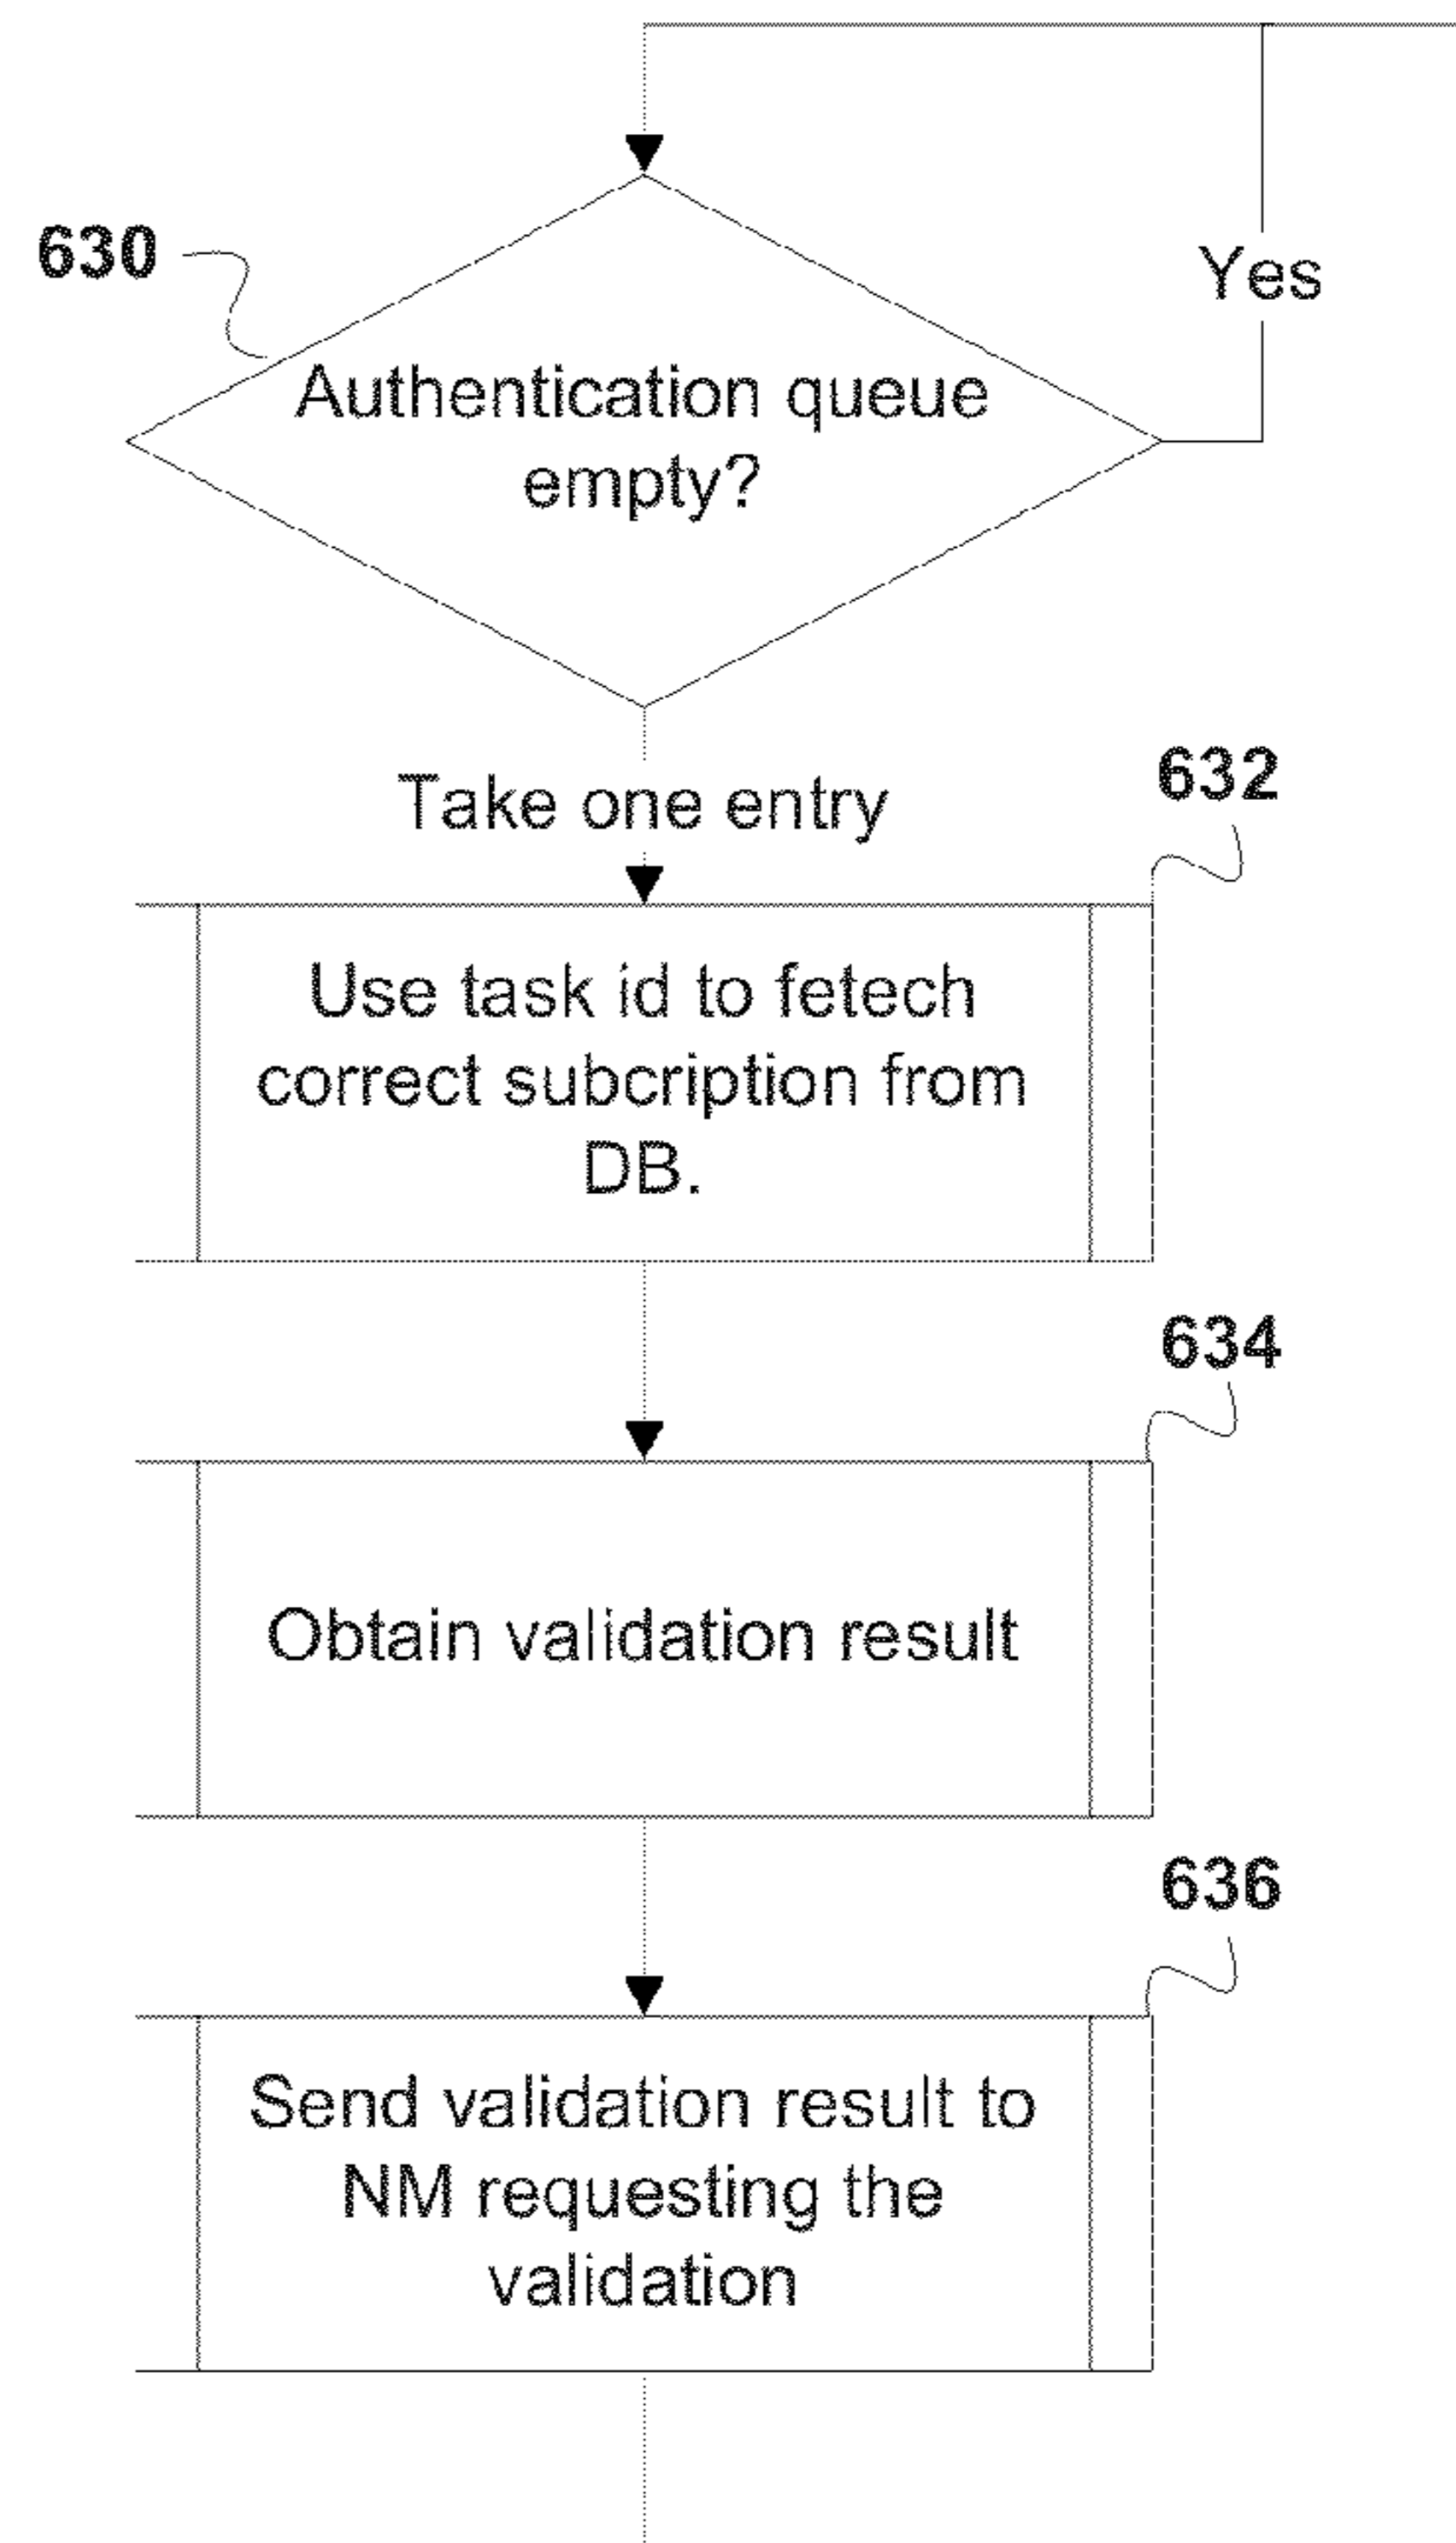 630
Yes
Authentication queue
empty?
Take one entry
632
Use task id to fetech
correct subcription from
DB.
634
Obtain validation result
636
Send validation result to
NM requesting the
validation